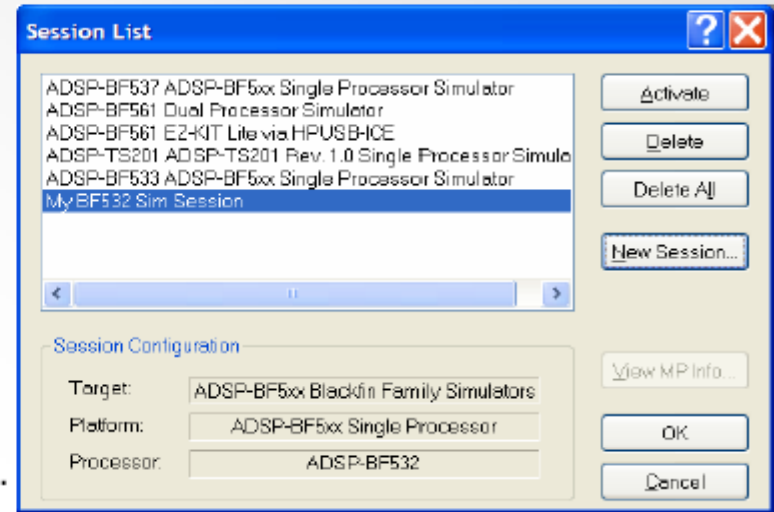 Session List
ADSP-BF537 ADSP-BF5xx Single Processor Simulator
ADSP-BF561 Dual Processor Simulator
ADSP-BF561 EZ-KIT Lite via HPUSB-ICE
ADSP-TS201 ADSP-TS201 Rev. 1.0 Single Processor Simula
ADSP-BF533 ADSP-BF5xx Single Processor Simulator
My BF532 Sim Session
Activate
Delete
Delete All
New Session...
Session Configuration
Target: ADSP-BF5xx Blackfin Family Simulators
Platform: ADSP-BF5xx Single Processor
Processor: ADSP-BF532
View MP Info...
OK
Cancel